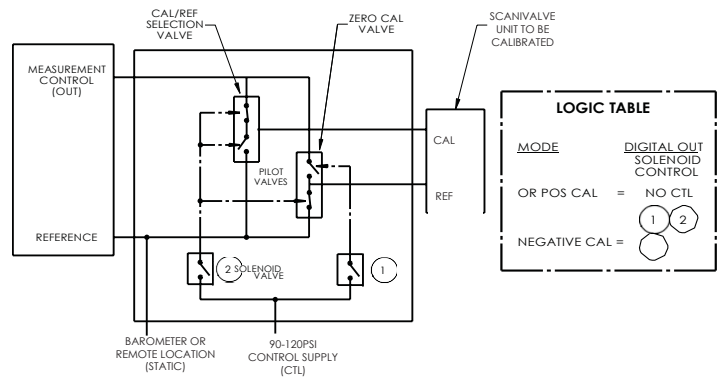 CAL/REF
SELECTION
VALVE
ZERO CAL
VALVE
SCANIVALVE
UNIT TO BE
CALIBRATED
MEASUREMENT
CONTROL
(OUT)
REFERENCE
PILOT
VALVES
CAL
REF
2 SOLENOID
VALVE
1
BAROMETER OR
REMOTE LOCATION
(STATIC)
90-120PSI
CONTROL SUPPLY
(CTL)
LOGIC TABLE
MODE DIGITAL OUT
SOLENOID
CONTROL
OR POS CAL = NO CTL
1 2
NEGATIVE CAL =